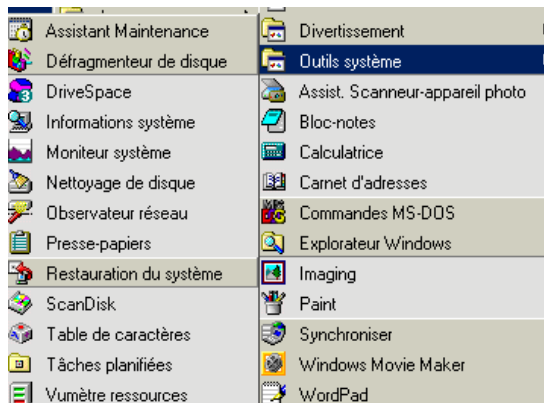 Assistant Maintenance
Défragmenteur de disque
DriveSpace
Informations système
Moniteur système
Nettoyage de disque
Observateur réseau
Presse-papiers
Restauration du système
ScanDisk
Table de caractères
Tâches planifiées
Vumètre ressources
Divertissement
Outils système
Assist. Scanneur-appareil photo
Bloc-notes
Calculatrice
Carnet d'adresses
Commandes MS-DOS
Explorateur Windows
Imaging
Paint
Synchroniser
Windows Movie Maker
WordPad